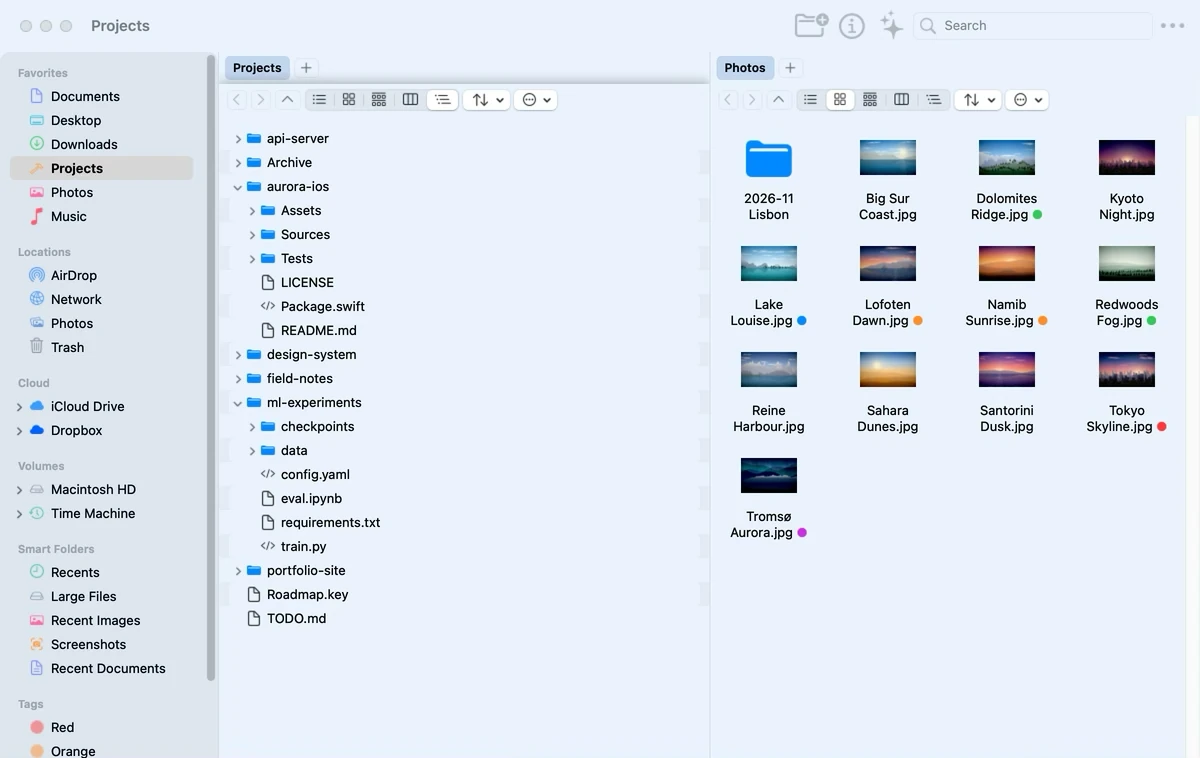 Projects
Search
Favorites
Documents
Desktop
Downloads
Projects
Photos
Music
Locations
AirDrop
Network
Photos
Trash
Cloud
iCloud Drive
Dropbox
Volumes
Macintosh HD
Time Machine
Smart Folders
Recents
Large Files
Recent Images
Screenshots
Recent Documents
Tags
Red
Orange
Projects
api-server
Archive
aurora-ios
Assets
Sources
Tests
LICENSE
Package.swift
README.md
design-system
field-notes
ml-experiments
checkpoints
data
config.yaml
eval.ipynb
requirements.txt
train.py
portfolio-site
Roadmap.key
TODO.md
Photos
2026-11
Lisbon
Big Sur
Coast.jpg
Dolomites
Ridge.jpg
Kyoto
Night.jpg
Lake
Louise.jpg
Lofoten
Dawn.jpg
Namib
Sunrise.jpg
Redwoods
Fog.jpg
Reine
Harbour.jpg
Sahara
Dunes.jpg
Santorini
Dusk.jpg
Tokyo
Skyline.jpg
Tromsø
Aurora.jpg